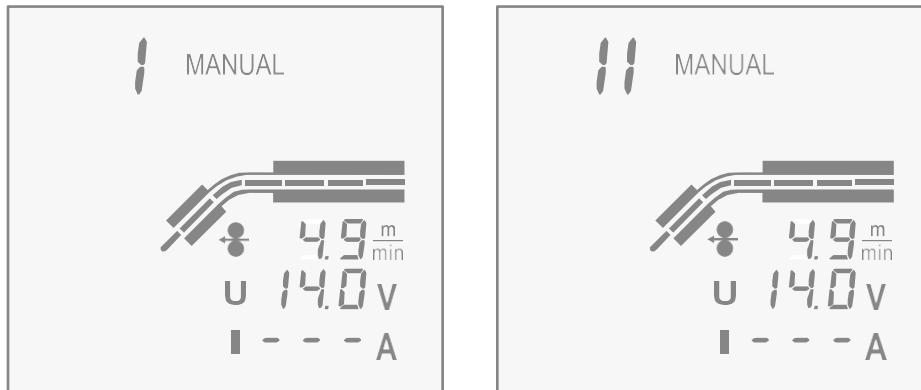 1 MANUAL
4.9 m/min
U 14.0 V
I - - - A
11 MANUAL
4.9 m/min
U 14.0 V
I - - - A